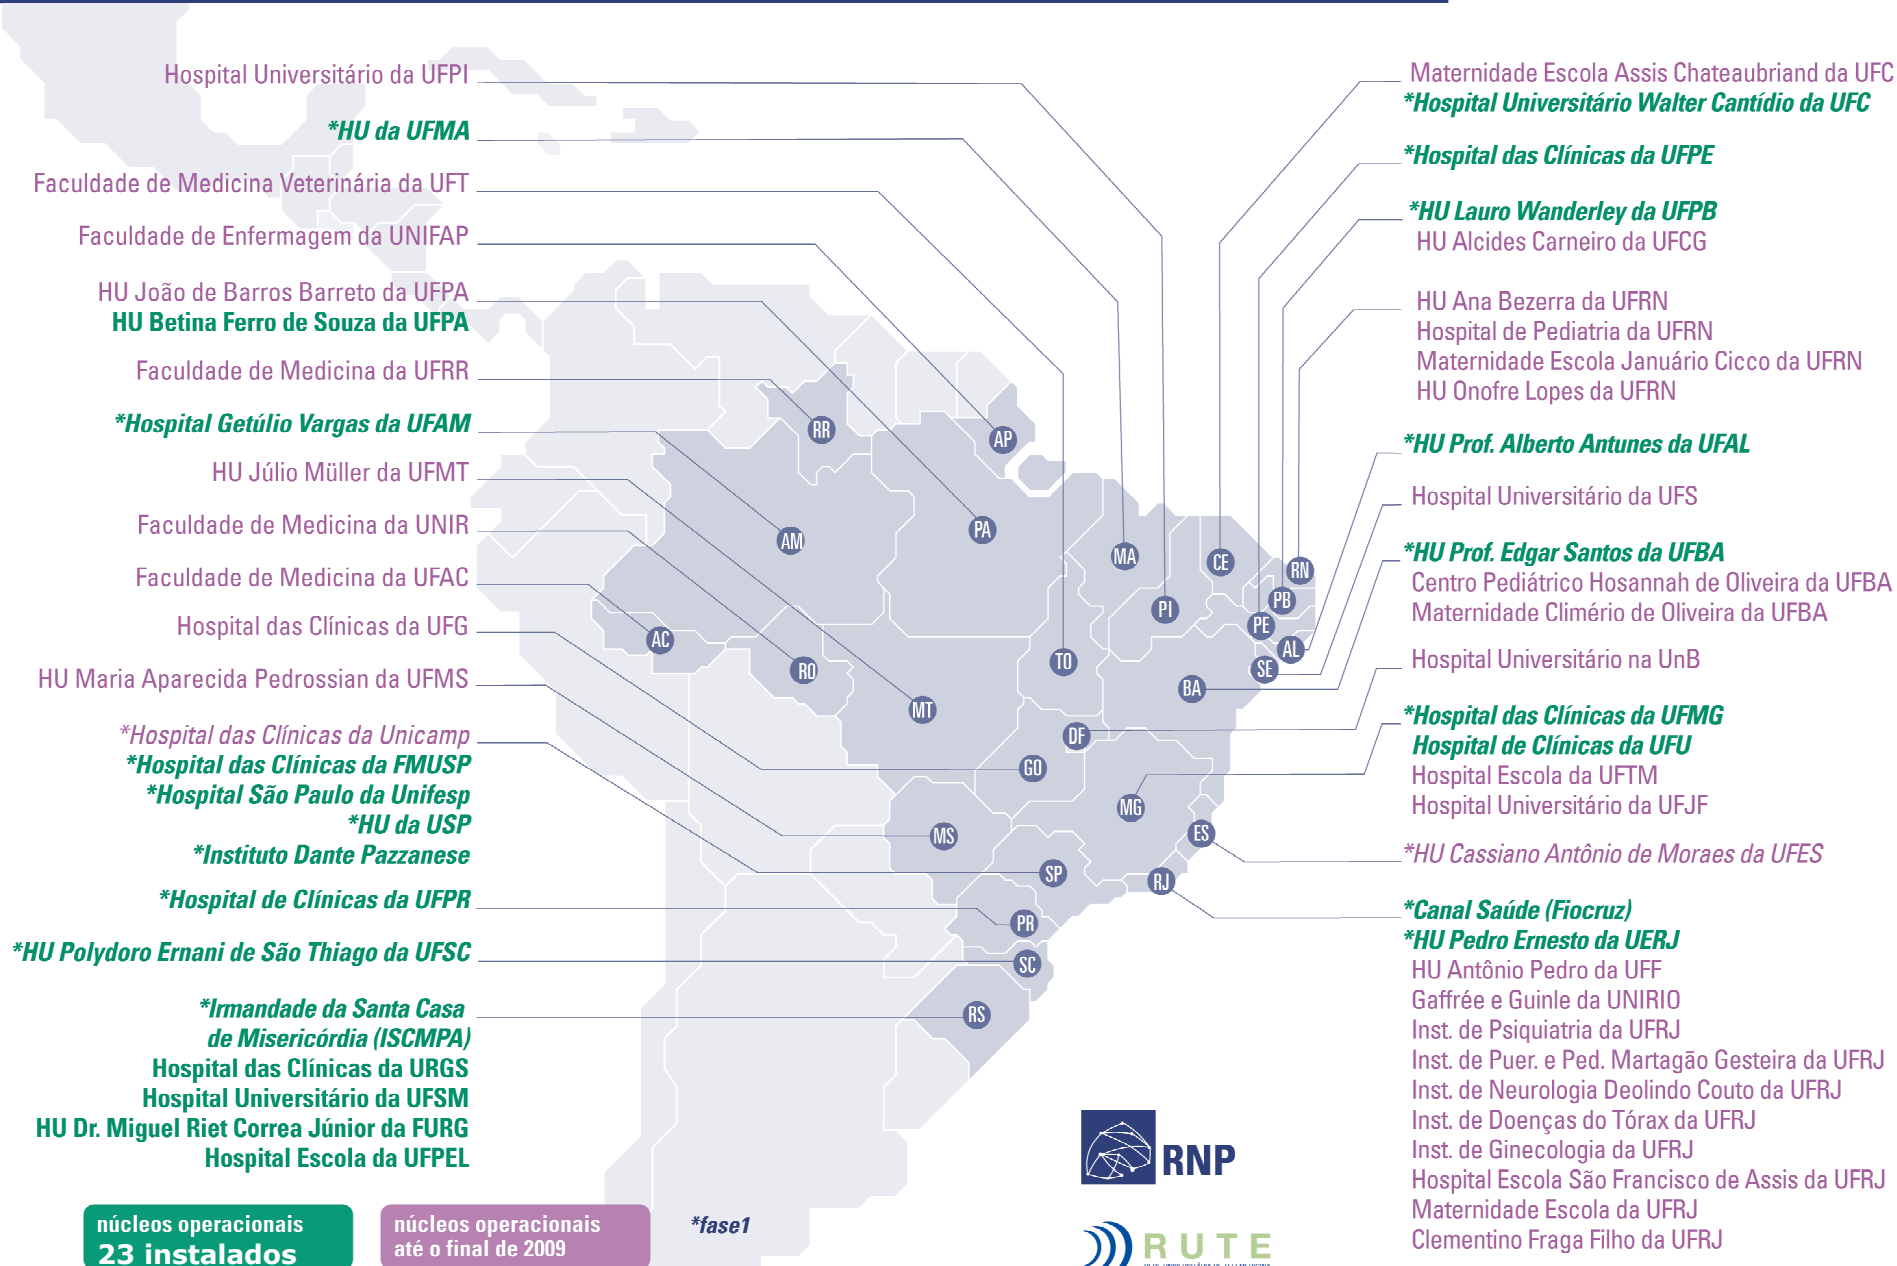 Hospital Universitário da UFPI
*HU da UFMA
Faculdade de Medicina Veterinária da UFT
Faculdade de Enfermagem da UNIFAP
HU João de Barros Barreto da UFPA
HU Betina Ferro de Souza da UFPA
Faculdade de Medicina da UFRR
*Hospital Getúlio Vargas da UFAM
HU Júlio Müller da UFMT
Faculdade de Medicina da UNIR
Faculdade de Medicina da UFAC
Hospital das Clínicas da UFG
HU Maria Aparecida Pedrossian da UFMS
*Hospital das Clínicas da Unicamp
*Hospital das Clínicas da FMUSP
*Hospital São Paulo da Unifesp
*HU da USP
*Instituto Dante Pazzanese
*Hospital de Clínicas da UFPR
*HU Polydoro Ernani de São Thiago da UFSC
*Irmandade da Santa Casa
de Misericórdia (ISCMPA)
Hospital das Clínicas da URGS
Hospital Universitário da UFSM
HU Dr. Miguel Riet Correa Júnior da FURG
Hospital Escola da UFPEL
RR
AP
AM
PA
MA
CE
RN
PI
PB
PE
AC
AL
RO
TO
SE
BA
MT
DF
GO
MG
MS
ES
SP
RJ
PR
SC
RS
Maternidade Escola Assis Chateaubriand da UFC
*Hospital Universitário Walter Cantídio da UFC
*Hospital das Clínicas da UFPE
*HU Lauro Wanderley da UFPB
HU Alcides Carneiro da UFCG
HU Ana Bezerra da UFRN
Hospital de Pediatria da UFRN
Maternidade Escola Januário Cicco da UFRN
HU Onofre Lopes da UFRN
*HU Prof. Alberto Antunes da UFAL
Hospital Universitário da UFS
*HU Prof. Edgar Santos da UFBA
Centro Pediátrico Hosannah de Oliveira da UFBA
Maternidade Climério de Oliveira da UFBA
Hospital Universitário na UnB
*Hospital das Clínicas da UFMG
Hospital de Clínicas da UFU
Hospital Escola da UFTM
Hospital Universitário da UFJF
*HU Cassiano Antônio de Moraes da UFES
*Canal Saúde (Fiocruz)
*HU Pedro Ernesto da UERJ
HU Antônio Pedro da UFF
Gaffrée e Guinle da UNIRIO
Inst. de Psiquiatria da UFRJ
Inst. de Puer. e Ped. Martagão Gesteira da UFRJ
Inst. de Neurologia Deolindo Couto da UFRJ
Inst. de Doenças do Tórax da UFRJ
Inst. de Ginecologia da UFRJ
Hospital Escola São Francisco de Assis da UFRJ
Maternidade Escola da UFRJ
Clementino Fraga Filho da UFRJ
núcleos operacionais
23 instalados
núcleos operacionais
até o final de 2009
*fase1
RNP
RUTE